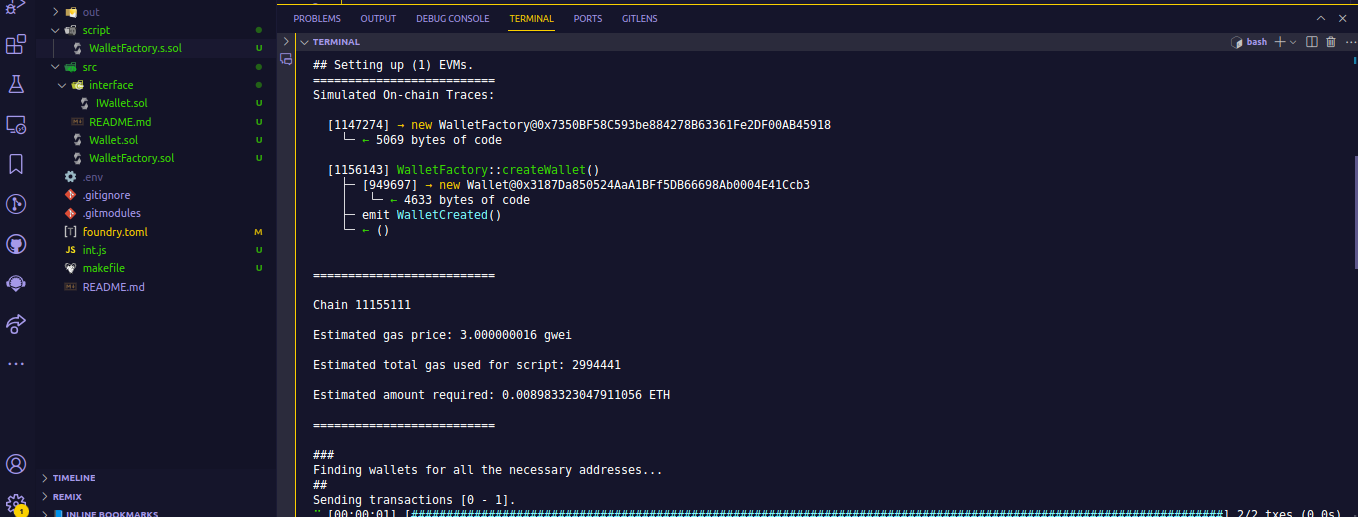 out
script
WalletFactory.s.sol U
src
interface
IWallet.sol U
README.md U
Wallet.sol U
WalletFactory.sol U
.env
.gitignore
.gitmodules
foundry.toml M
int.js U
makefile U
README.md
TIMELINE
REMIX
INLINE BOOKMARKS
1
PROBLEMS OUTPUT DEBUG CONSOLE TERMINAL PORTS GITLENS
TERMINAL bash
## Setting up (1) EVMs.
==========================
Simulated On-chain Traces:
[1147274] → new WalletFactory@0x7350BF58C593be884278B63361Fe2DF00AB45918
└─ ← 5069 bytes of code
[1156143] WalletFactory::createWallet()
├─ [949697] → new Wallet@0x3187Da850524AaA1BFf5DB66698Ab0004E41Ccb3
│ └─ ← 4633 bytes of code
├─ emit WalletCreated()
└─ ← ()
==========================
Chain 11155111
Estimated gas price: 3.000000016 gwei
Estimated total gas used for script: 2994441
Estimated amount required: 0.008983323047911056 ETH
==========================
###
Finding wallets for all the necessary addresses...
##
Sending transactions [0 - 1].
[00:00:01] [####################################################################################################################] 2/2 txes (0.0s)